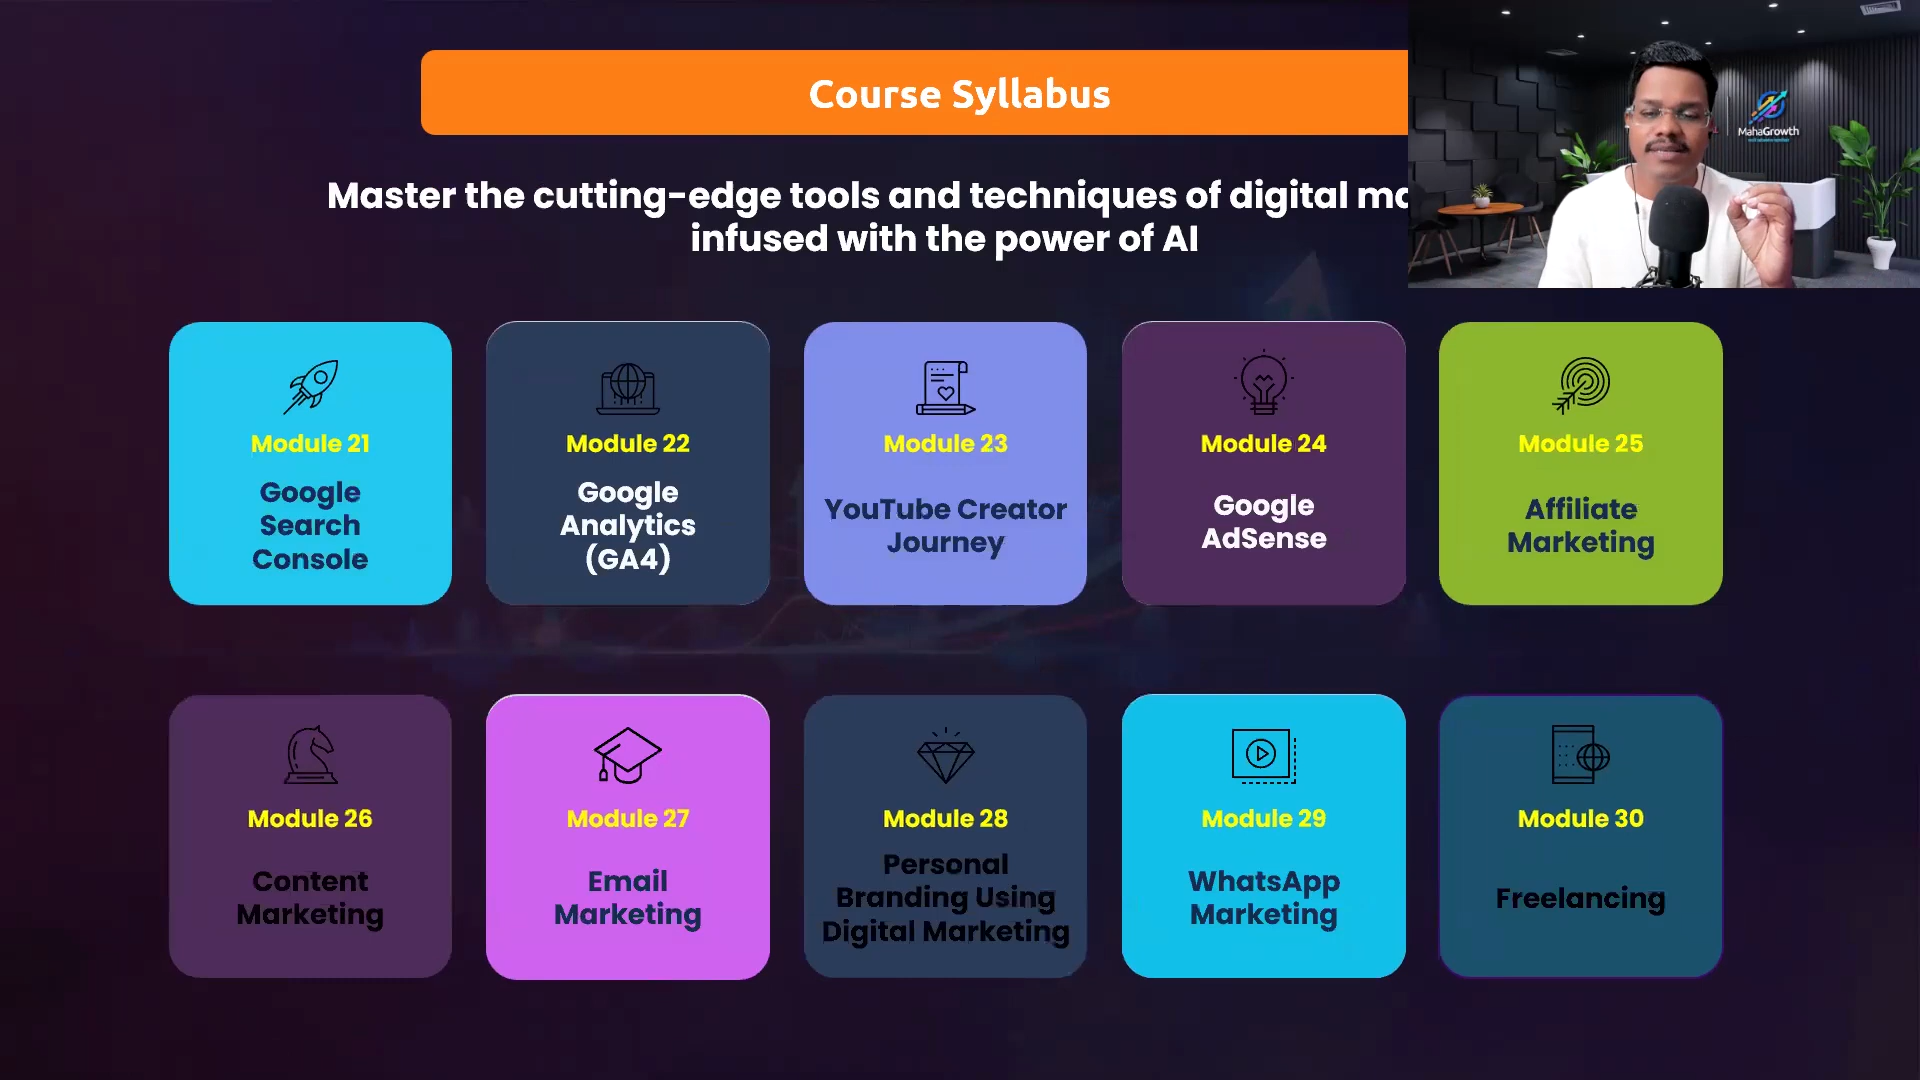 Course Syllabus
Master the cutting-edge tools and techniques of digital
infused with the power of AI
MahaGrowth
Module 21
Google
Search
Console
Module 22
Google
Analytics
(GA4)
Module 23
YouTube Creator
Journey
Module 24
Google
AdSense
Module 25
Affiliate
Marketing
Module 26
Content
Marketing
Module 27
Email
Marketing
Module 28
Personal
Branding Using
Digital Marketing
Module 29
WhatsApp
Marketing
Module 30
Freelancing